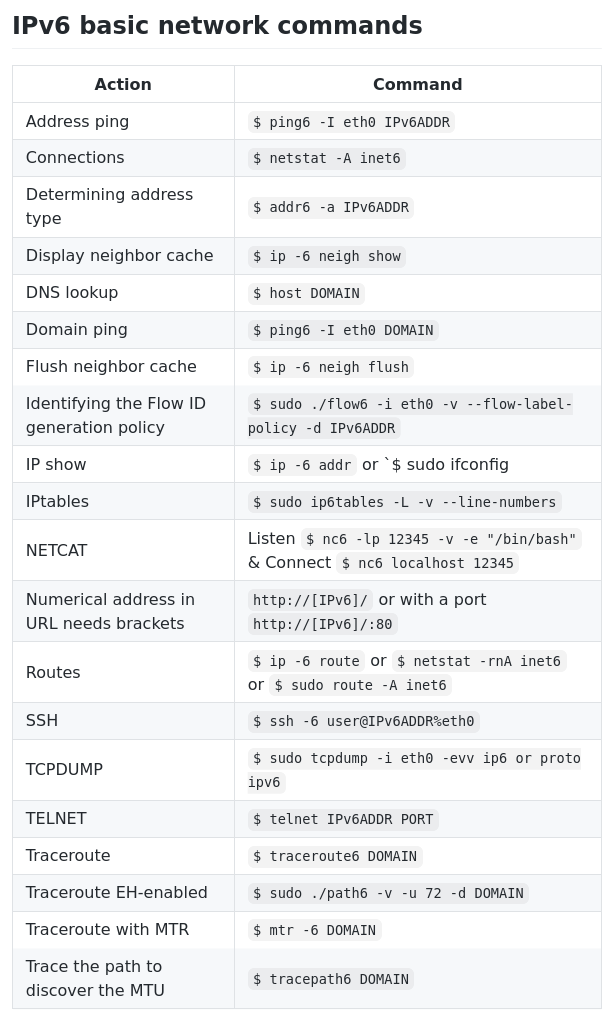 IPv6 basic network commands
Action Command
Address ping $ ping6 -I eth0 IPv6ADDR
Connections $ netstat -A inet6
Determining address
type $ addr6 -a IPv6ADDR
Display neighbor cache $ ip -6 neigh show
DNS lookup $ host DOMAIN
Domain ping $ ping6 -I eth0 DOMAIN
Flush neighbor cache $ ip -6 neigh flush
Identifying the Flow ID $ sudo ./flow6 -i eth0 -v --flow-label-
generation policy policy -d IPv6ADDR
IP show $ ip -6 addr or `$ sudo ifconfig
IPtables $ sudo ip6tables -L -v --line-numbers
NETCAT Listen $ nc6 -lp 12345 -v -e "/bin/bash"
& Connect $ nc6 localhost 12345
Numerical address in http://[IPv6]/ or with a port
URL needs brackets http://[IPv6]/:80
Routes $ ip -6 route or $ netstat -rnA inet6
or $ sudo route -A inet6
SSH $ ssh -6 user@IPv6ADDR%eth0
TCPDUMP $ sudo tcpdump -i eth0 -evv ip6 or proto
ipv6
TELNET $ telnet IPv6ADDR PORT
Traceroute $ traceroute6 DOMAIN
Traceroute EH-enabled $ sudo ./path6 -v -u 72 -d DOMAIN
Traceroute with MTR $ mtr -6 DOMAIN
Trace the path to
discover the MTU $ tracepath6 DOMAIN